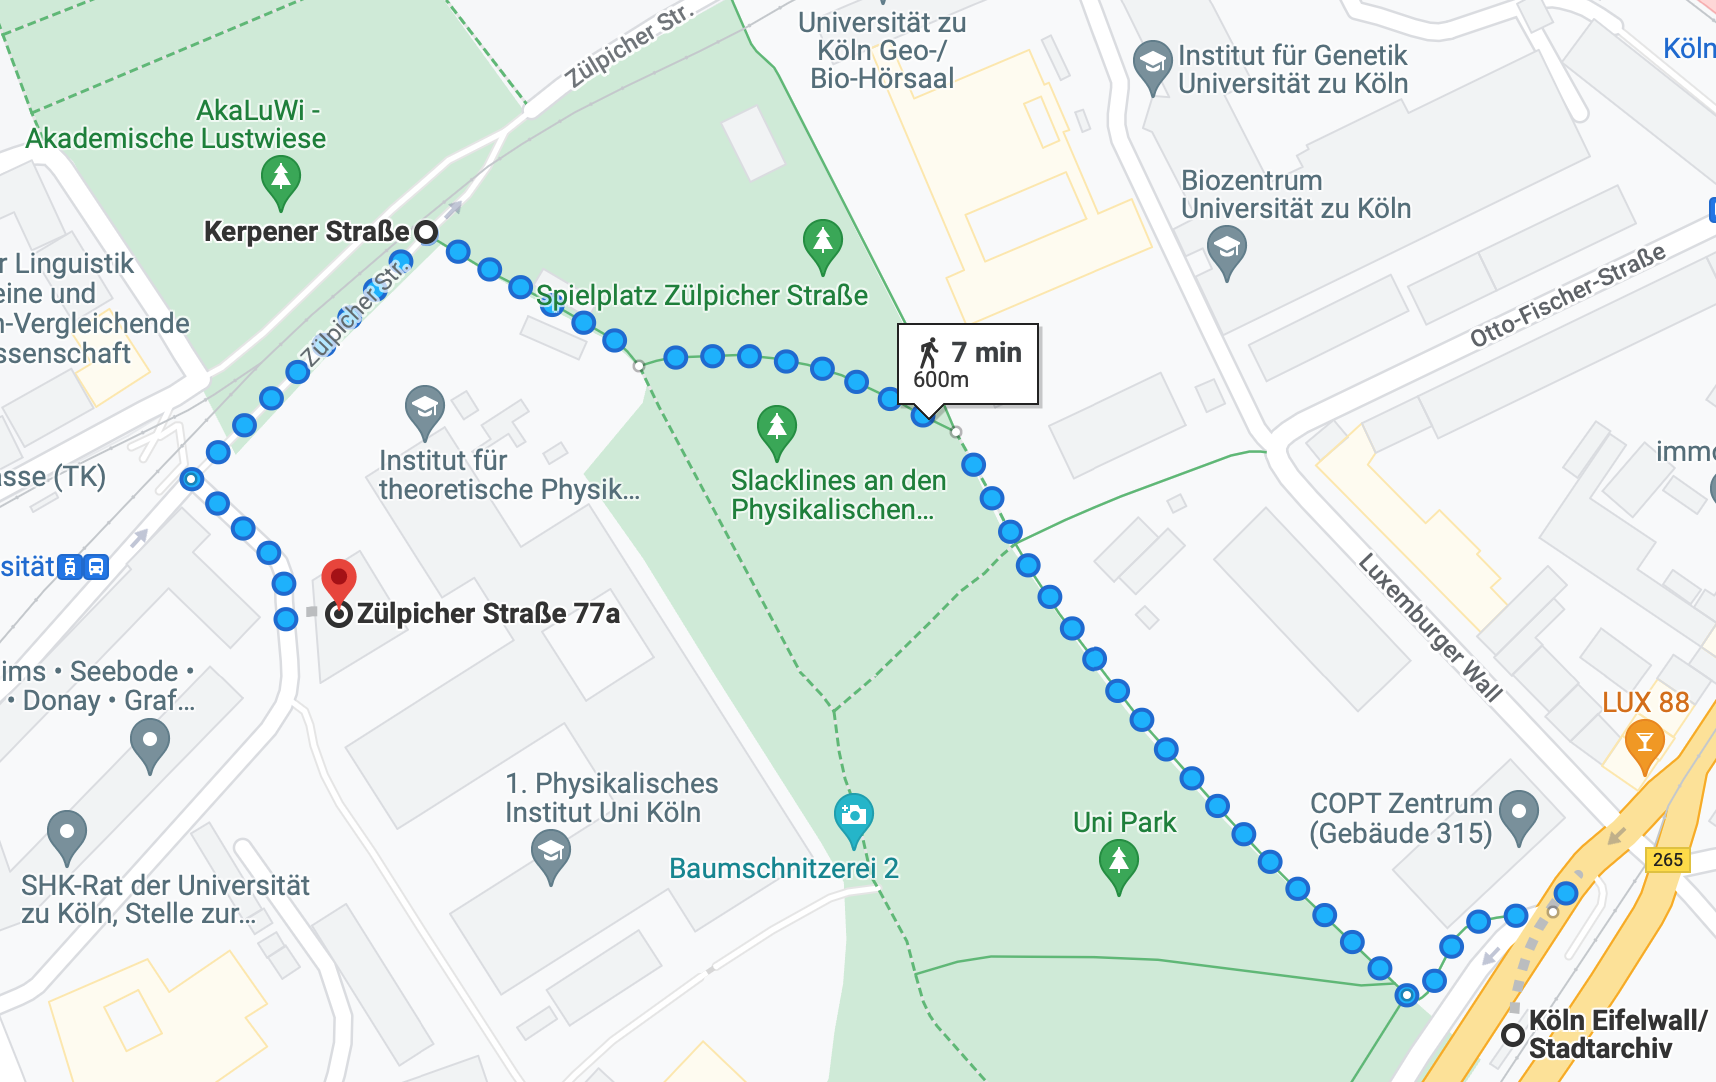 Zülpicher Str.
Universität zu
Köln Geo-/
Bio-Hörsaal
Institut für Genetik
Universität zu Köln
Köln
AkaLuWi -
Akademische Lustwiese
Biozentrum
Universität zu Köln
Kerpener Straße
r Linguistik
eine und
n-Vergleichende
ssenschaft
Zülpicher Str.
Spielplatz Zülpicher Straße
Otto-Fischer-Straße
7 min
600m
asse (TK)
Institut für
theoretische Physik...
Slacklines an den
Physikalischen...
immo
sität
Zülpicher Straße 77a
Luxemburger Wall
ims • Seebode •
• Donay • Graf...
LUX 88
1. Physikalisches
Institut Uni Köln
Uni Park
COPT Zentrum
(Gebäude 315)
265
Baumschnitzerei 2
SHK-Rat der Universität
zu Köln, Stelle zur...
Köln Eifelwall/
Stadtarchiv